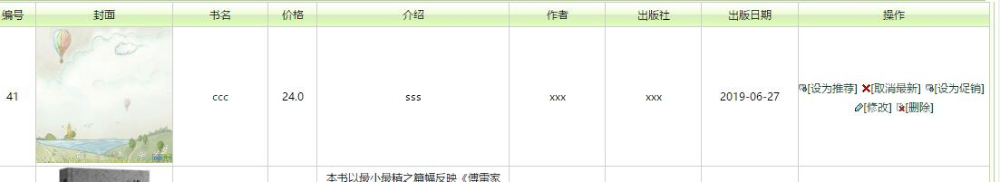 编号 封面 书名 价格 介绍 作者 出版社 出版日期 操作
41 ccc 24.0 sss xxx xxx 2019-06-27 [设为推荐] [取消最新] [设为促销]
[修改] [删除]
本书以最小最精之篇幅反映《傅雷家